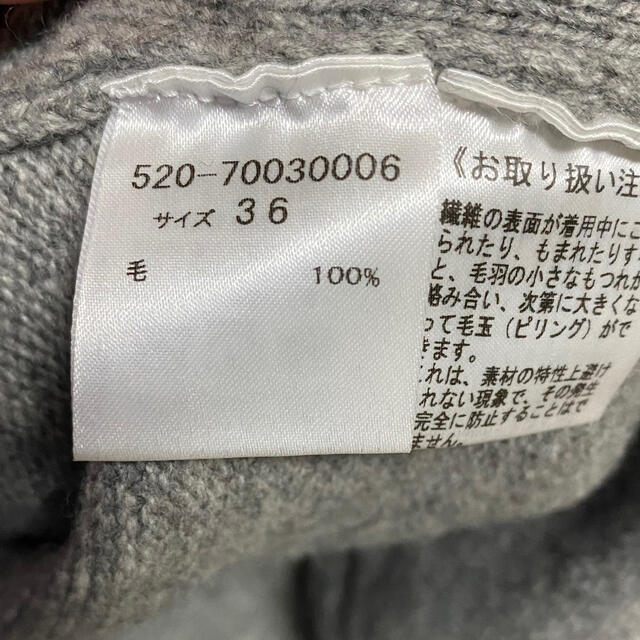 520-70030006
サイズ 36
毛 100%
《お取り扱い注
繊維の表面が着用中にこ
られたり、もまれたりす
と、毛羽の小さなもつれが
絡み合い、次第に大きくな
って毛玉（ピリング）がで
きます。
これは、素材の特性上避け
られない現象で、その発生
完全に防止することはで
ません。